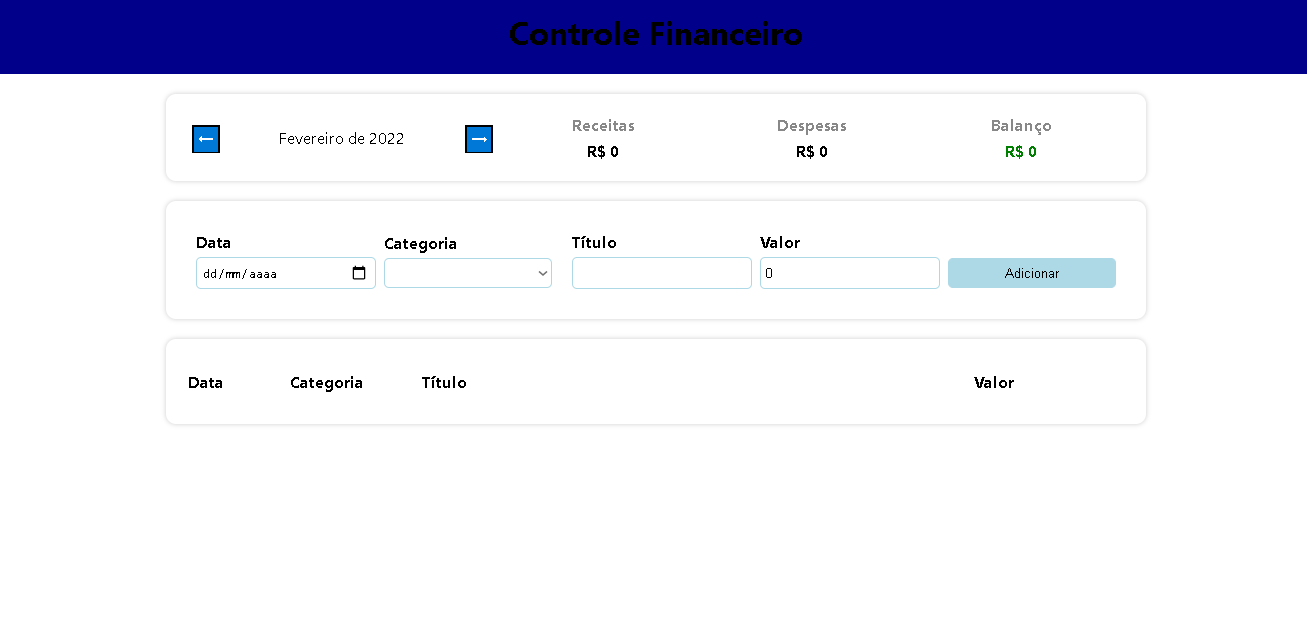 Controle Financeiro
← Fevereiro de 2022 → Receitas Despesas Balanço
R$ 0 R$ 0 R$ 0
Data Categoria Título Valor
dd/mm/aaaa 0 Adicionar
Data Categoria Título Valor